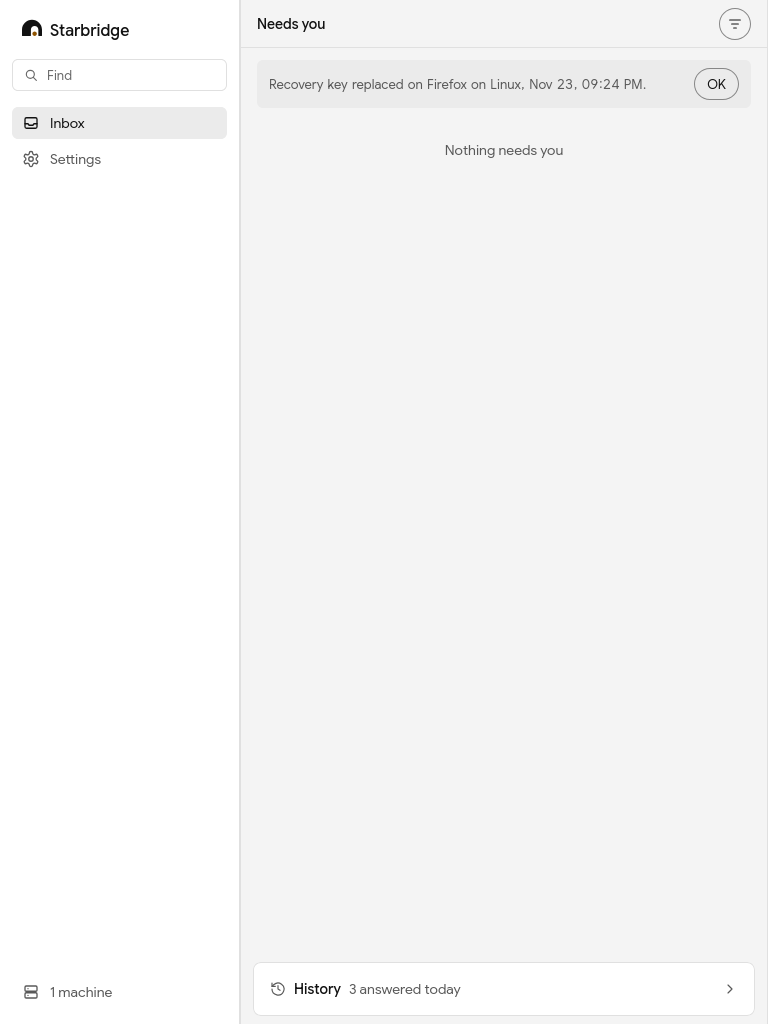 Starbridge
Find
Inbox
Settings
1 machine
Needs you
Recovery key replaced on Firefox on Linux, Nov 23, 09:24 PM.
OK
Nothing needs you
History 3 answered today